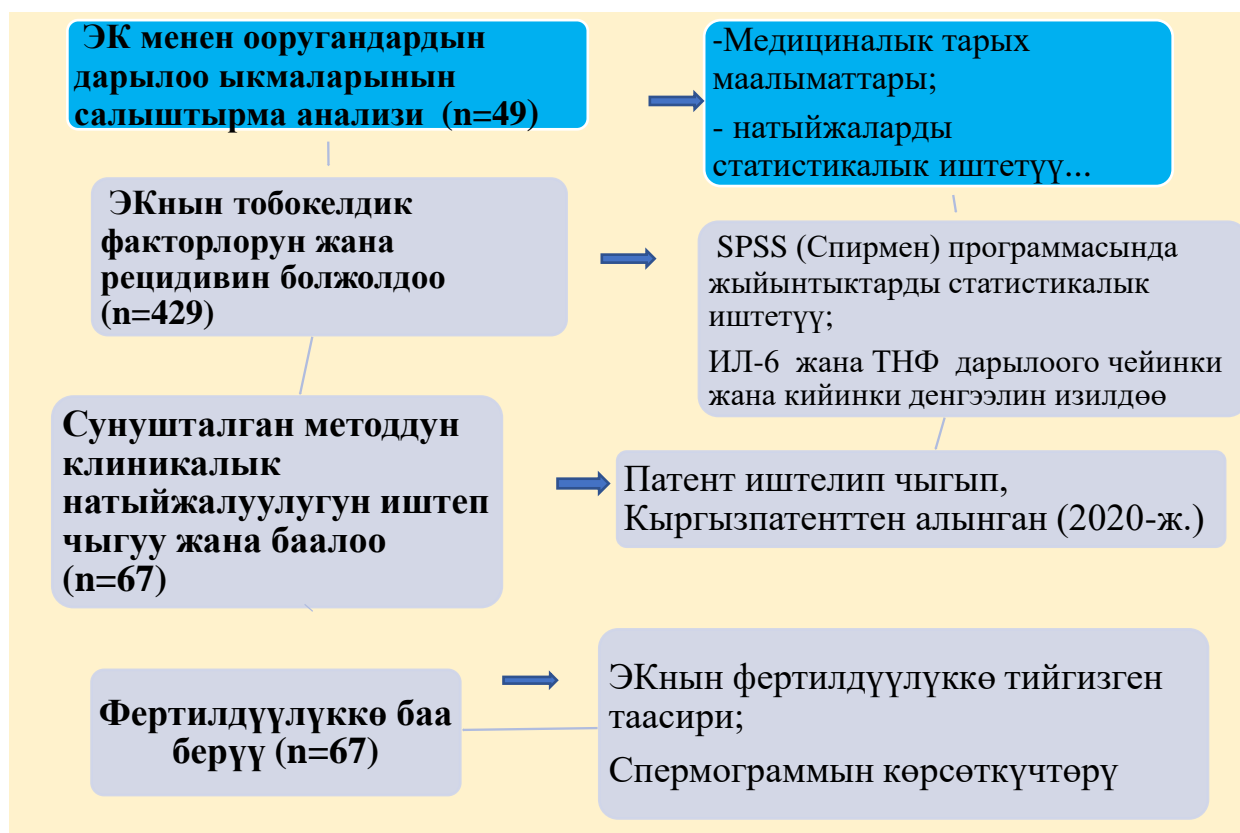 ЭК менен ооругандардын
дарылоо ыкмаларынын
салыштырма анализи (n=49)
-Медициналык тарых
маалыматтары;
- натыйжаларды
статистикалык иштетүү...
ЭКнын тобокелдик
факторлорун жана
рецидивин болжолдоо
(n=429)
SPSS (Спирмен) программасында
жыйынтыктарды статистикалык
иштетүү;
ИЛ-6 жана ТНФ дарылоого чейинки
жана кийинки денгээлин изилдөө
Сунушталган методдун
клиникалык
натыйжалуулугун иштеп
чыгуу жана баалоо
(n=67)
Патент иштелип чыгып,
Кыргызпатенттен алынган (2020-ж.)
Фертилдүүлүккө баа
берүү (n=67)
ЭКнын фертилдүүлүккө тийгизген
таасири;
Спермограммын көрсөткүчтөрү